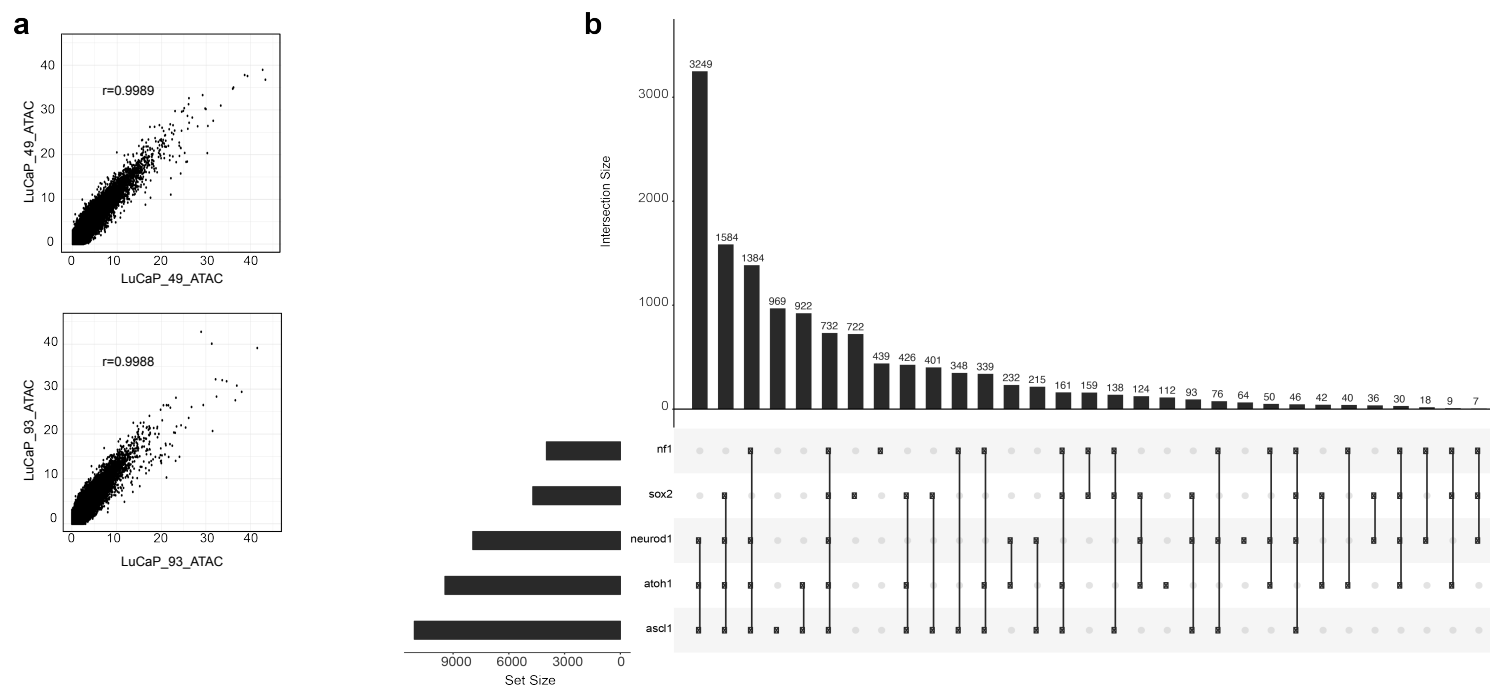 a
40
30
20
10
0
r=0.9989
LuCaP_49_ATAC
0 10 20 30 40
LuCaP_49_ATAC
40
30
20
10
0
r=0.9988
LuCaP_93_ATAC
0 10 20 30 40
LuCaP_93_ATAC
b
Intersection Size
3000
2000
1000
0
3249 1584 1384 969 922 732 722 439 426 401 348 339 232 215 161 159 138 124 112 93 76 64 50 46 42 40 36 30 18 9 7
nf1
sox2
neurod1
atoh1
ascl1
9000 6000 3000 0
Set Size